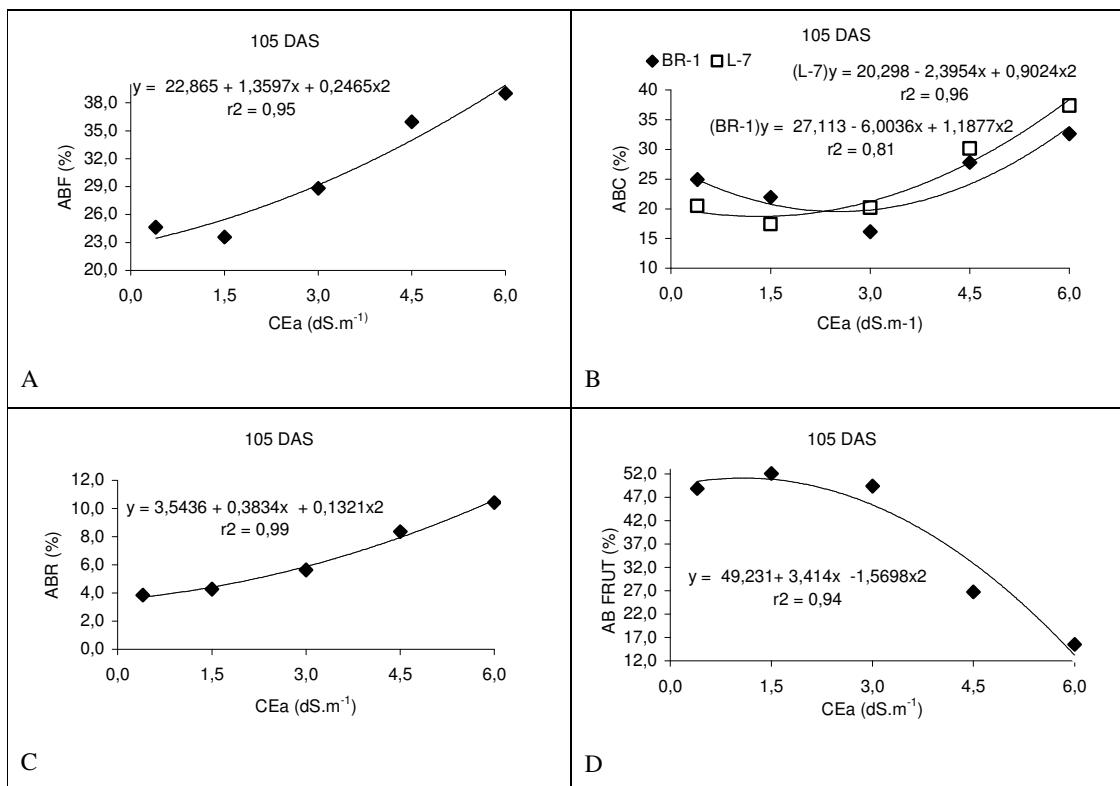 105 DAS
y = 22,865 + 1,3597x + 0,2465x2
r2 = 0,95
ABF (%)
38,0
35,0
32,0
29,0
26,0
23,0
20,0
0,0 1,5 3,0 4,5 6,0
CEa (dS.m-1)
A
105 DAS
BR-1 L-7
(L-7)y = 20,298 - 2,3954x + 0,9024x2
r2 = 0,96
(BR-1)y = 27,113 - 6,0036x + 1,1877x2
r2 = 0,81
ABC (%)
40
35
30
25
20
15
10
0,0 1,5 3,0 4,5 6,0
CEa (dS.m-1)
B
105 DAS
y = 3,5436 + 0,3834x + 0,1321x2
r2 = 0,99
ABR (%)
12,0
10,0
8,0
6,0
4,0
2,0
0,0
0,0 1,5 3,0 4,5 6,0
CEa (dS.m-1)
C
105 DAS
y = 49,231+ 3,414x -1,5698x2
r2 = 0,94
AB FRUT (%)
52,0
47,0
42,0
37,0
32,0
27,0
22,0
17,0
12,0
0,0 1,5 3,0 4,5 6,0
CEa (dS.m-1)
D